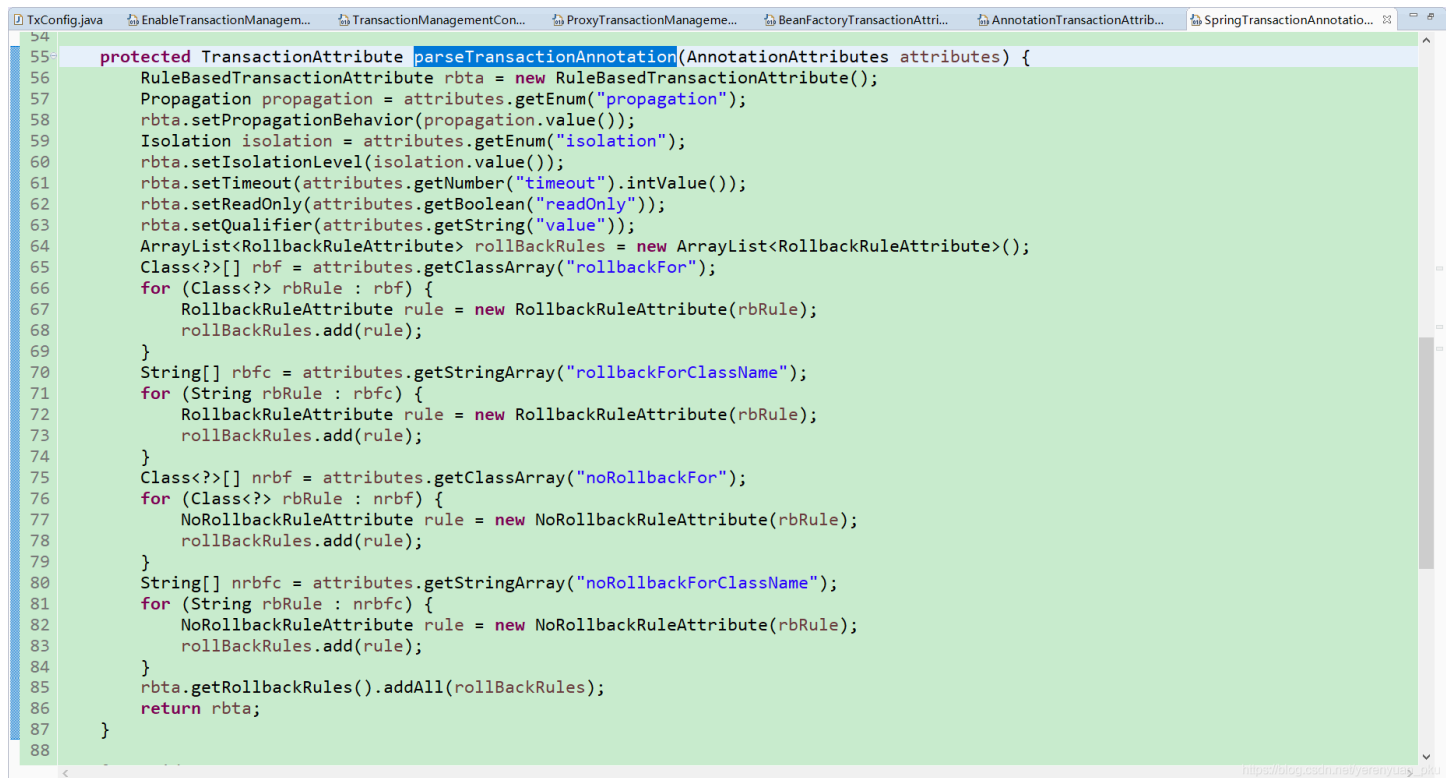 TxConfig.java EnableTransactionManagem... TransactionManagementCon... ProxyTransactionManageme... BeanFactoryTransactionAttri... AnnotationTransactionAttrib... SpringTransactionAnnotatio...
54
55 protected TransactionAttribute parseTransactionAnnotation(AnnotationAttributes attributes) {
56 RuleBasedTransactionAttribute rbta = new RuleBasedTransactionAttribute();
57 Propagation propagation = attributes.getEnum("propagation");
58 rbta.setPropagationBehavior(propagation.value());
59 Isolation isolation = attributes.getEnum("isolation");
60 rbta.setIsolationLevel(isolation.value());
61 rbta.setTimeout(attributes.getNumber("timeout").intValue());
62 rbta.setReadOnly(attributes.getBoolean("readOnly"));
63 rbta.setQualifier(attributes.getString("value"));
64 ArrayList<RollbackRuleAttribute> rollBackRules = new ArrayList<RollbackRuleAttribute>();
65 Class<?>[] rbf = attributes.getClassArray("rollbackFor");
66 for (Class<?> rbRule : rbf) {
67 RollbackRuleAttribute rule = new RollbackRuleAttribute(rbRule);
68 rollBackRules.add(rule);
69 }
70 String[] rbfc = attributes.getStringArray("rollbackForClassName");
71 for (String rbRule : rbfc) {
72 RollbackRuleAttribute rule = new RollbackRuleAttribute(rbRule);
73 rollBackRules.add(rule);
74 }
75 Class<?>[] nrbf = attributes.getClassArray("noRollbackFor");
76 for (Class<?> rbRule : nrbf) {
77 NoRollbackRuleAttribute rule = new NoRollbackRuleAttribute(rbRule);
78 rollBackRules.add(rule);
79 }
80 String[] nrbfc = attributes.getStringArray("noRollbackForClassName");
81 for (String rbRule : nrbfc) {
82 NoRollbackRuleAttribute rule = new NoRollbackRuleAttribute(rbRule);
83 rollBackRules.add(rule);
84 }
85 rbta.getRollbackRules().addAll(rollBackRules);
86 return rbta;
87 }
88